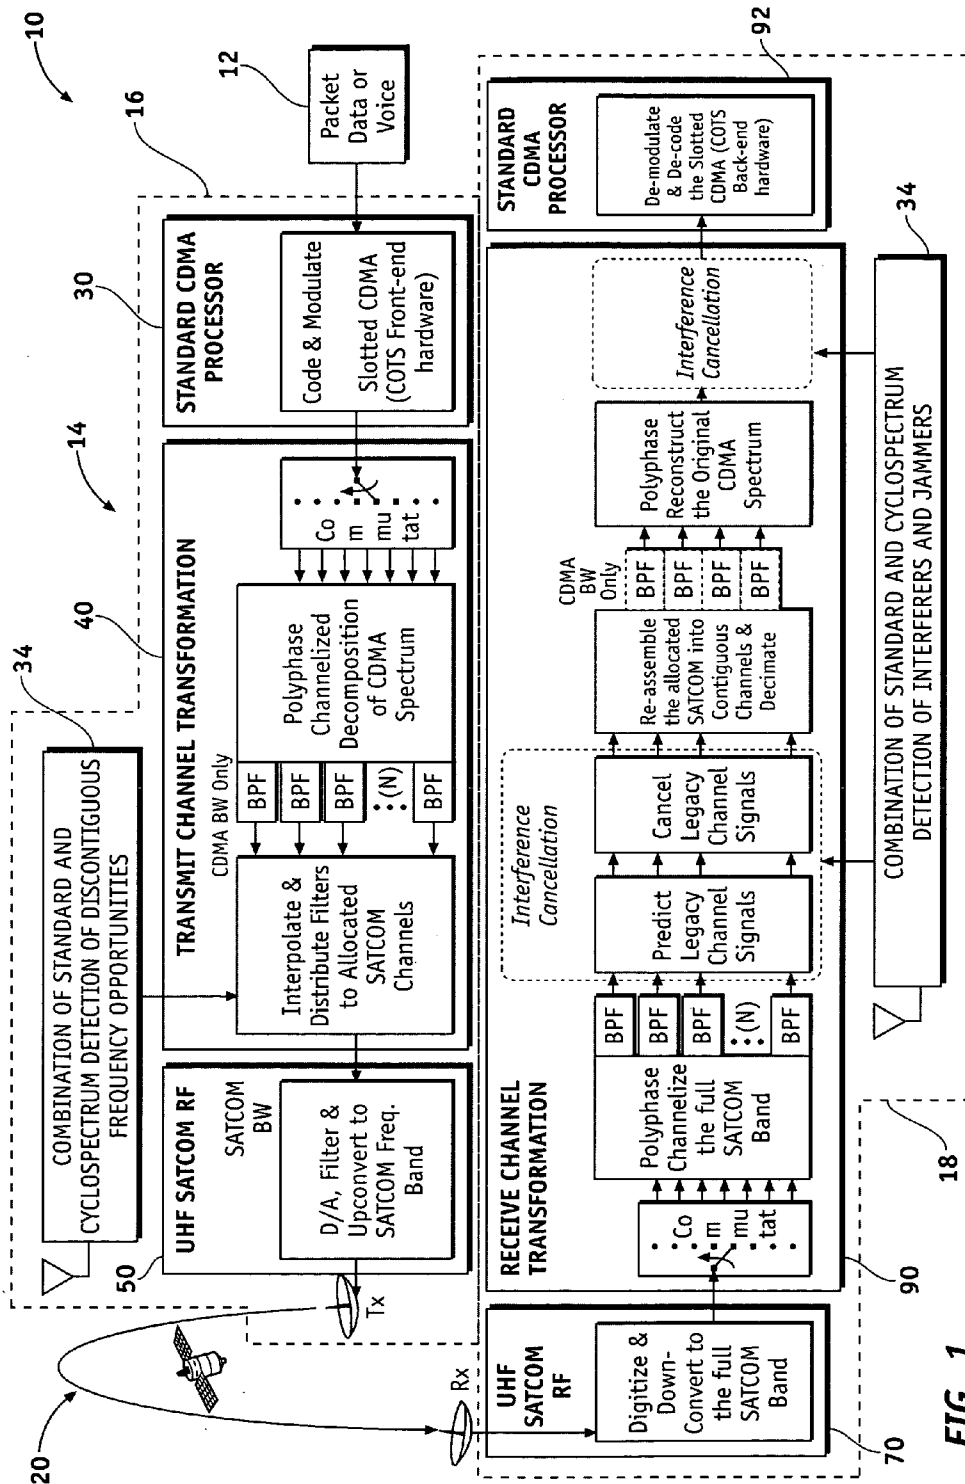 10
14
16
COMBINATION OF STANDARD AND
CYCLOSPECTRUM DETECTION OF DISCONTIGUOUS
FREQUENCY OPPORTUNITIES
34
12
Packet
Data or
Voice
30
STANDARD CDMA
PROCESSOR
Code & Modulate
Slotted CDMA
(COTS Front-end
hardware)
40
TRANSMIT CHANNEL TRANSFORMATION
Co
m
mu
tat
Polyphase
Channelized
Decomposition
of CDMA
Spectrum
CDMA BW Only
BPF
BPF
BPF
(N)
BPF
Interpolate &
Distribute Filters
to Allocated
SATCOM
Channels
50
UHF SATCOM RF
SATCOM
BW
D/A, Filter &
Upconvert to
SATCOM Freq.
Band
Tx
20
Rx
70
UHF
SATCOM
RF
Digitize &
Down-
Convert to
the full
SATCOM
Band
90
RECEIVE CHANNEL
TRANSFORMATION
Co
m
mu
tat
Polyphase
Channelize
the full
SATCOM
Band
BPF
BPF
BPF
(N)
BPF
Interference
Cancellation
Predict
Legacy
Channel
Signals
Cancel
Legacy
Channel
Signals
Re-assemble
the allocated
SATCOM into
Contiguous
Channels &
Decimate
CDMA
BW
Only
BPF
BPF
BPF
BPF
Polyphase
Reconstruct
the Original
CDMA
Spectrum
Interference
Cancellation
92
STANDARD
CDMA
PROCESSOR
De-modulate
& De-code
the Slotted
CDMA (COTS
Back-end
hardware)
34
COMBINATION OF STANDARD AND CYCLOSPECTRUM
DETECTION OF INTERFERERS AND JAMMERS
18
FIG. 1